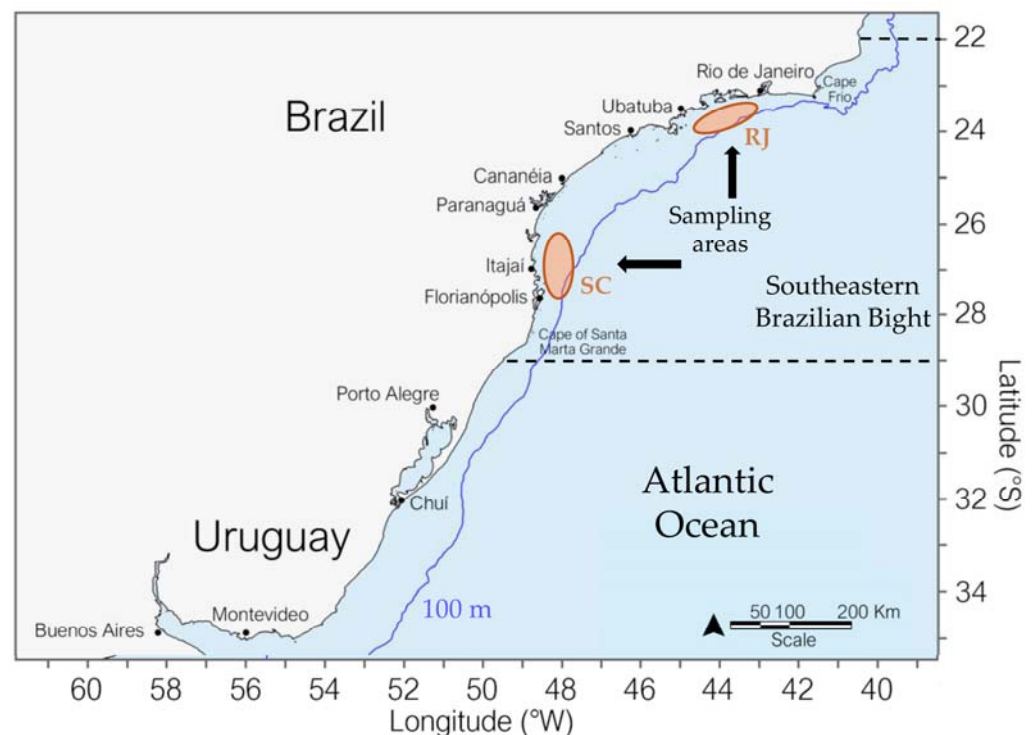 22
Rio de Janeiro
Cape
Frio
Brazil
Ubatuba
Santos
24
RJ
Cananéia
Paranaguá
Sampling
areas
26
Itajaí
SC
Florianópolis
Southeastern
Brazilian Bight
28
Cape of Santa
Marta Grande
Porto Alegre
30
Latitude (°S)
Atlantic
Ocean
Chuí
32
Uruguay
100 m
34
Montevideo
Buenos Aires
50 100 200 Km
Scale
60 58 56 54 52 50 48 46 44 42 40
Longitude (°W)